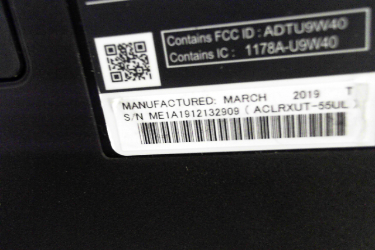 Contains FCC ID : ADTU9W40
Contains IC : 1178A-U9W40
MANUFACTURED: MARCH 2019 T
S/N ME1A1912132909 ( ACLRXUT-55UL )